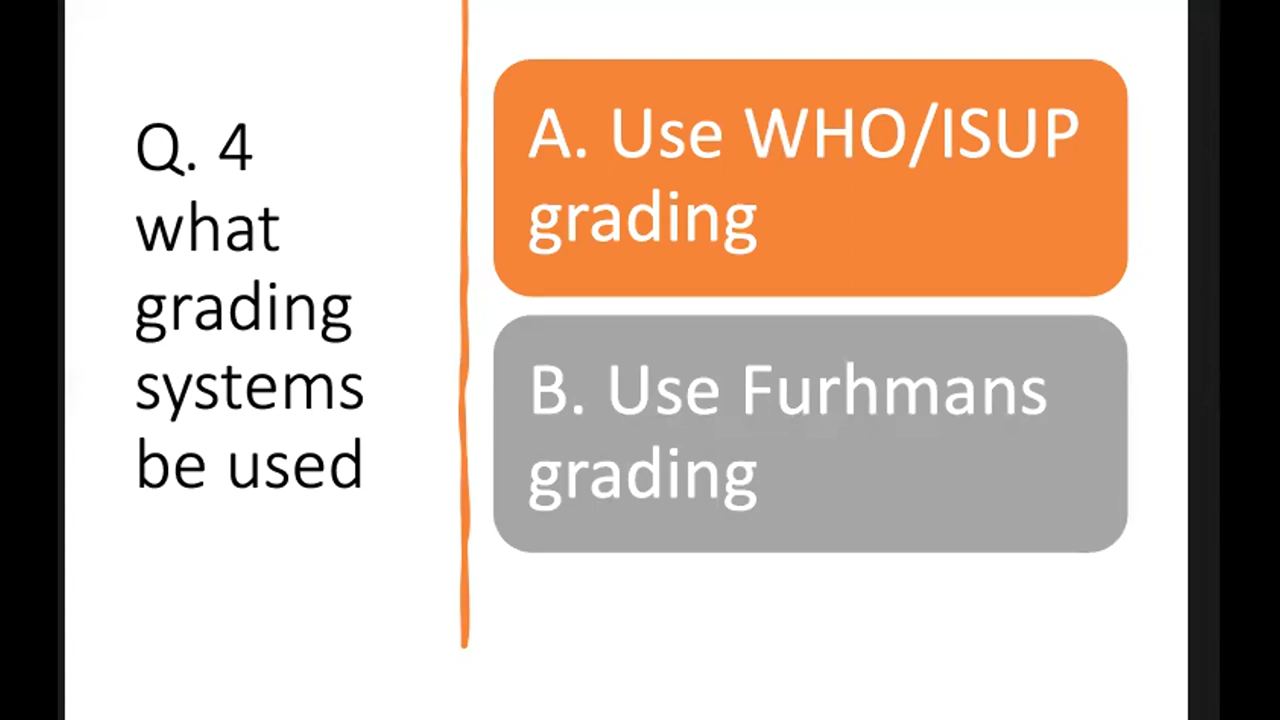 Q. 4
what
grading
systems
be used
A. Use WHO/ISUP
grading
B. Use Furhmans
grading